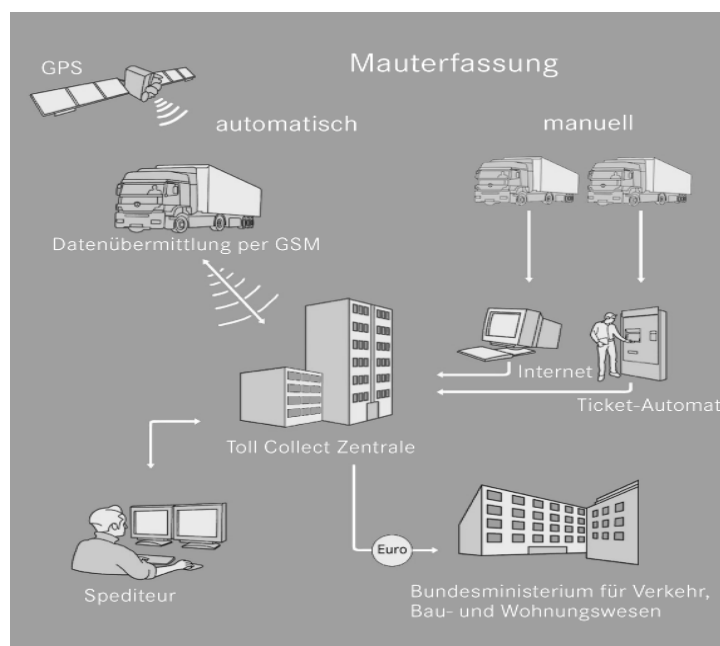 GPS
Mauterfassung
automatisch
manuell
Datenübermittlung per GSM
Internet
Ticket-Automat
Toll Collect Zentrale
Euro
Spediteur
Bundesministerium für Verkehr,
Bau- und Wohnungswesen